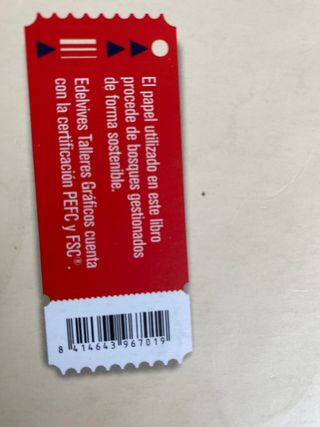 El papel utilizado en este libro
procede de bosques gestionados
de forma sostenible.
Edelvives Talleres Gráficos cuenta
con la certificación PEFC y FSC®.
8 414643 967019